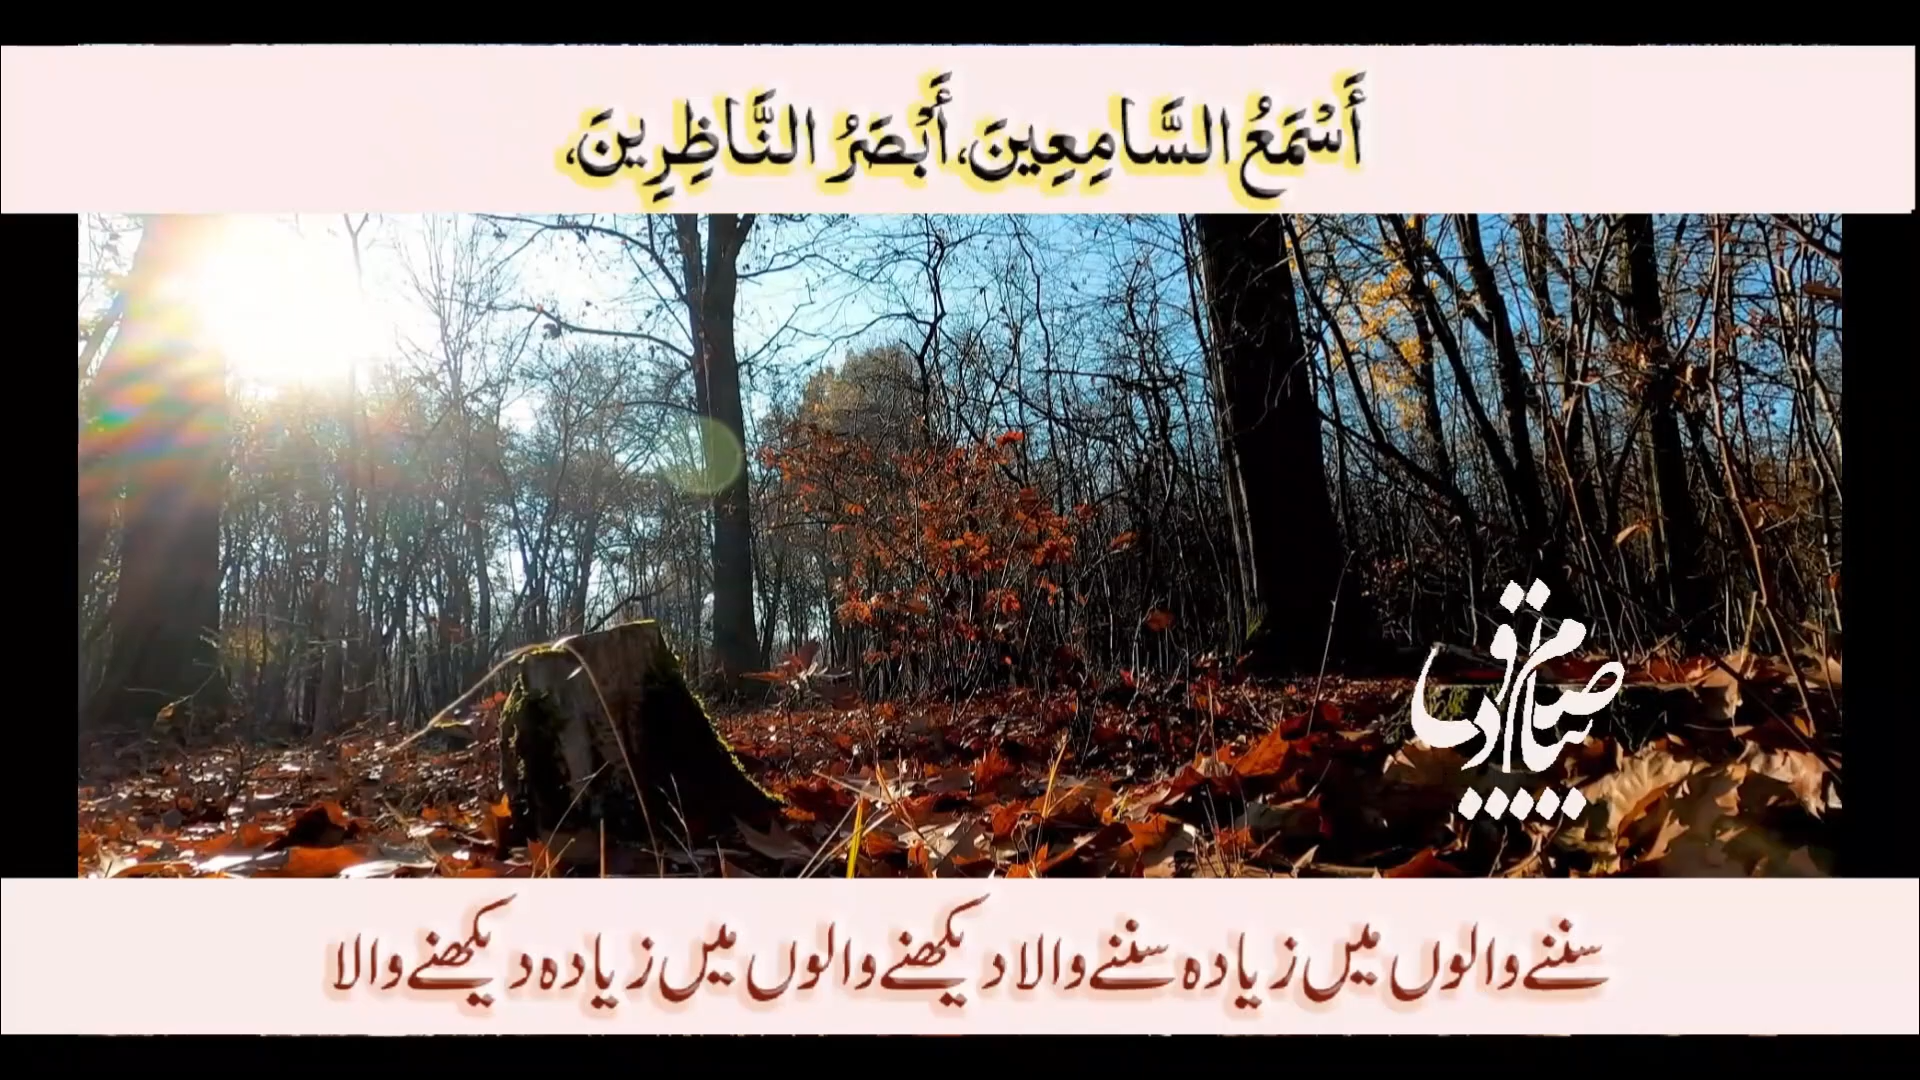 أَسْمَعُ السَّامِعِينَ، أَبْصَرُ النَّاظِرِينَ،
سننے والوں میں زیادہ سننے والا دیکھنے والوں میں زیادہ دیکھنے والا